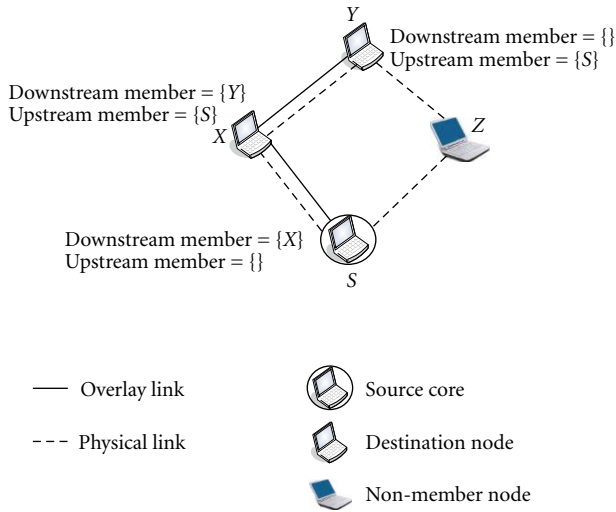 Y
Downstream member = {}
Upstream member = {S}
Downstream member = {Y}
Upstream member = {S}
X
Z
Downstream member = {X}
Upstream member = {}
S
Overlay link
Source core
Physical link
Destination node
Non-member node